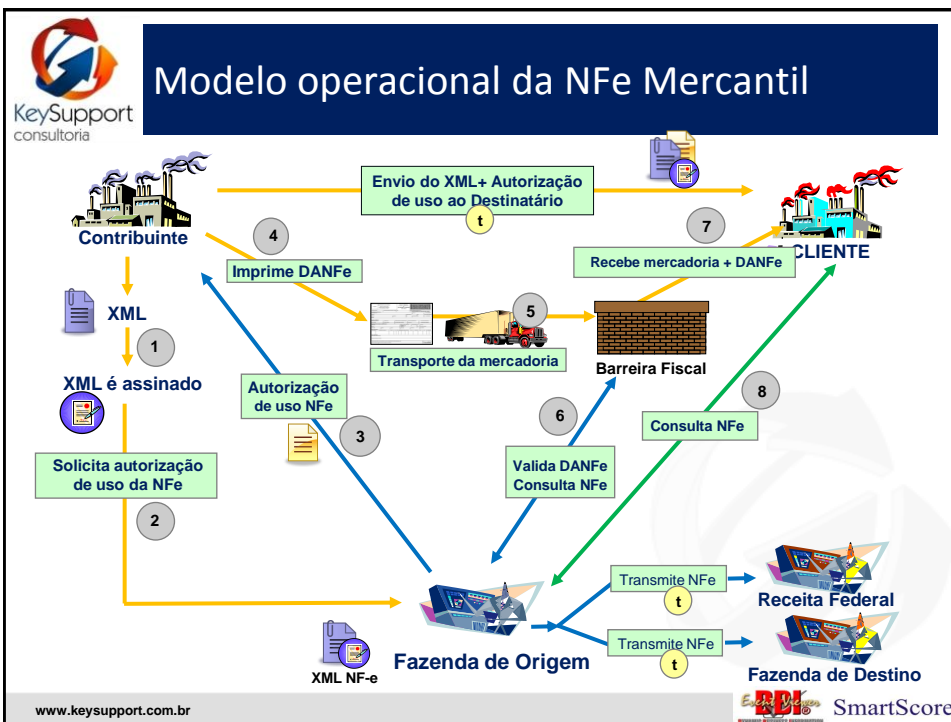 KeySupport
consultoria
Modelo operacional da NFe Mercantil
Envio do XML+ Autorização
de uso ao Destinatário
t
Contribuinte
4
Imprime DANFe
7
CLIENTE
Recebe mercadoria + DANFe
XML
1
5
Transporte da mercadoria
Barreira Fiscal
XML é assinado
Autorização
de uso NFe
3
6
8
Consulta NFe
Solicita autorização
de uso da NFe
2
Valida DANFe
Consulta NFe
Transmite NFe
t
Receita Federal
Transmite NFe
t
Fazenda de Origem
XML NF-e
Fazenda de Destino
www.keysupport.com.br
BBI
SmartScore